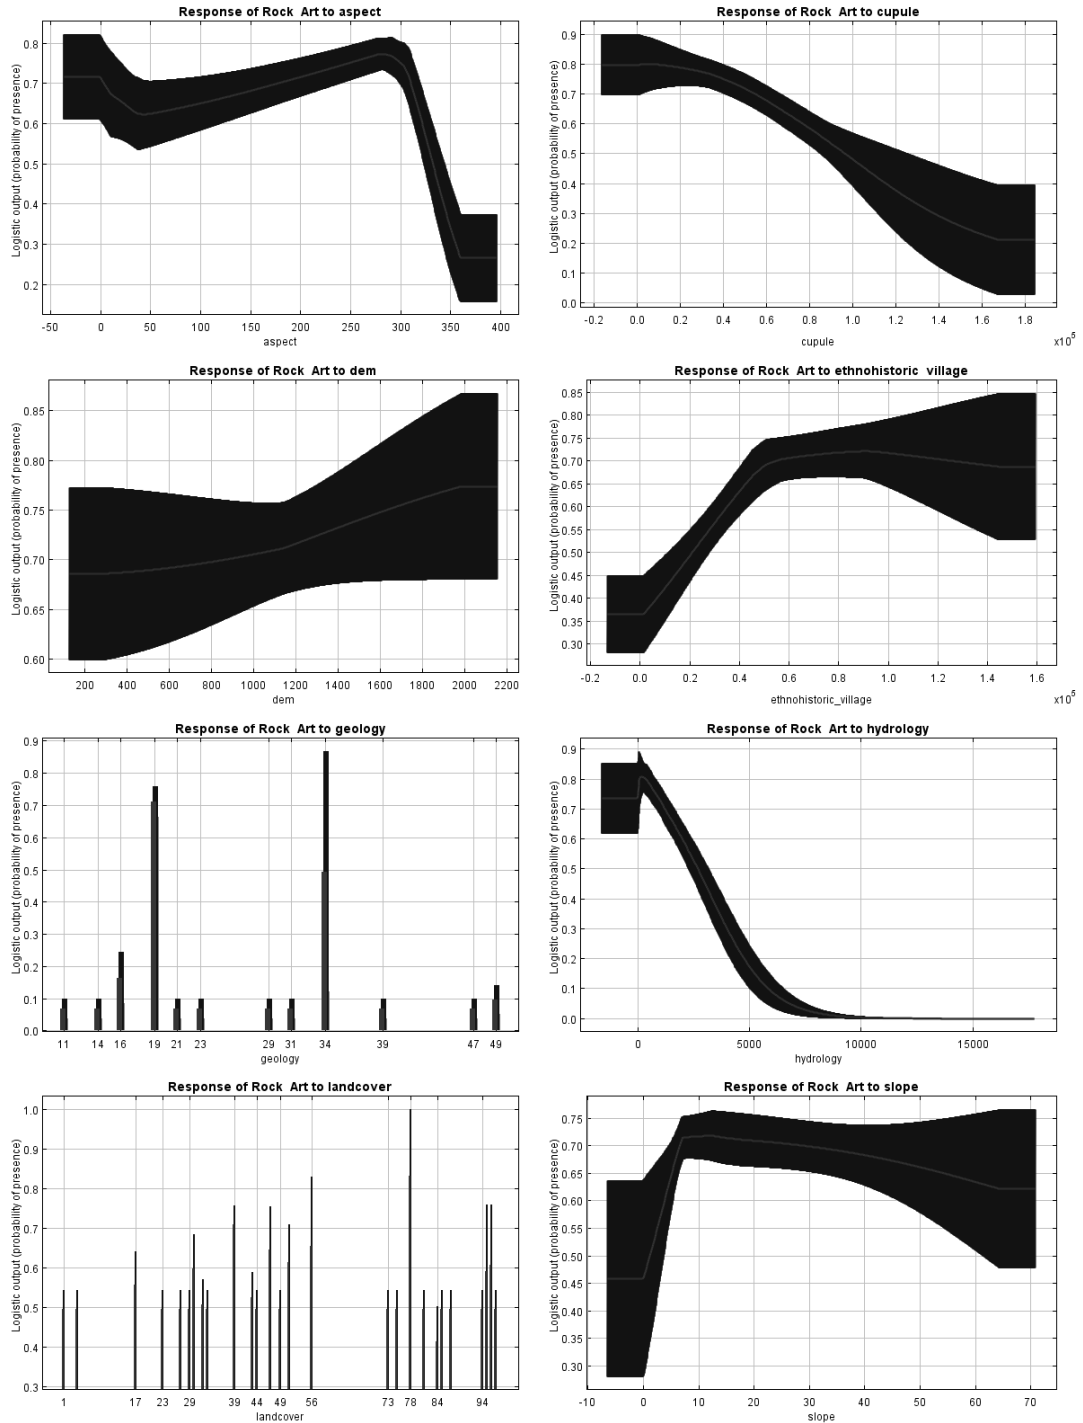 Response of Rock Art to aspect
Logistic output (probability of presence)
0.8
0.7
0.6
0.5
0.4
0.3
0.2
-50 0 50 100 150 200 250 300 350 400
aspect
Response of Rock Art to cupule
Logistic output (probability of presence)
0.9
0.8
0.7
0.6
0.5
0.4
0.3
0.2
0.1
0.0
-0.2 0.0 0.2 0.4 0.6 0.8 1.0 1.2 1.4 1.6 1.8
cupule
x10^5
Response of Rock Art to dem
Logistic output (probability of presence)
0.85
0.80
0.75
0.70
0.65
0.60
200 400 600 800 1000 1200 1400 1600 1800 2000 2200
dem
Response of Rock Art to ethnohistoric village
Logistic output (probability of presence)
0.85
0.80
0.75
0.70
0.65
0.60
0.55
0.50
0.45
0.40
0.35
0.30
-0.2 0.0 0.2 0.4 0.6 0.8 1.0 1.2 1.4 1.6
ethnohistoric_village
x10^5
Response of Rock Art to geology
Logistic output (probability of presence)
0.9
0.8
0.7
0.6
0.5
0.4
0.3
0.2
0.1
0.0
11 14 16 19 21 23 29 31 34 39 47 49
geology
Response of Rock Art to hydrology
Logistic output (probability of presence)
0.9
0.8
0.7
0.6
0.5
0.4
0.3
0.2
0.1
0.0
0 5000 10000 15000
hydrology
Response of Rock Art to landcover
Logistic output (probability of presence)
1.0
0.9
0.8
0.7
0.6
0.5
0.4
0.3
1 17 23 29 39 44 49 56 73 78 84 94
landcover
Response of Rock Art to slope
Logistic output (probability of presence)
0.75
0.70
0.65
0.60
0.55
0.50
0.45
0.40
0.35
0.30
-10 0 10 20 30 40 50 60 70
slope